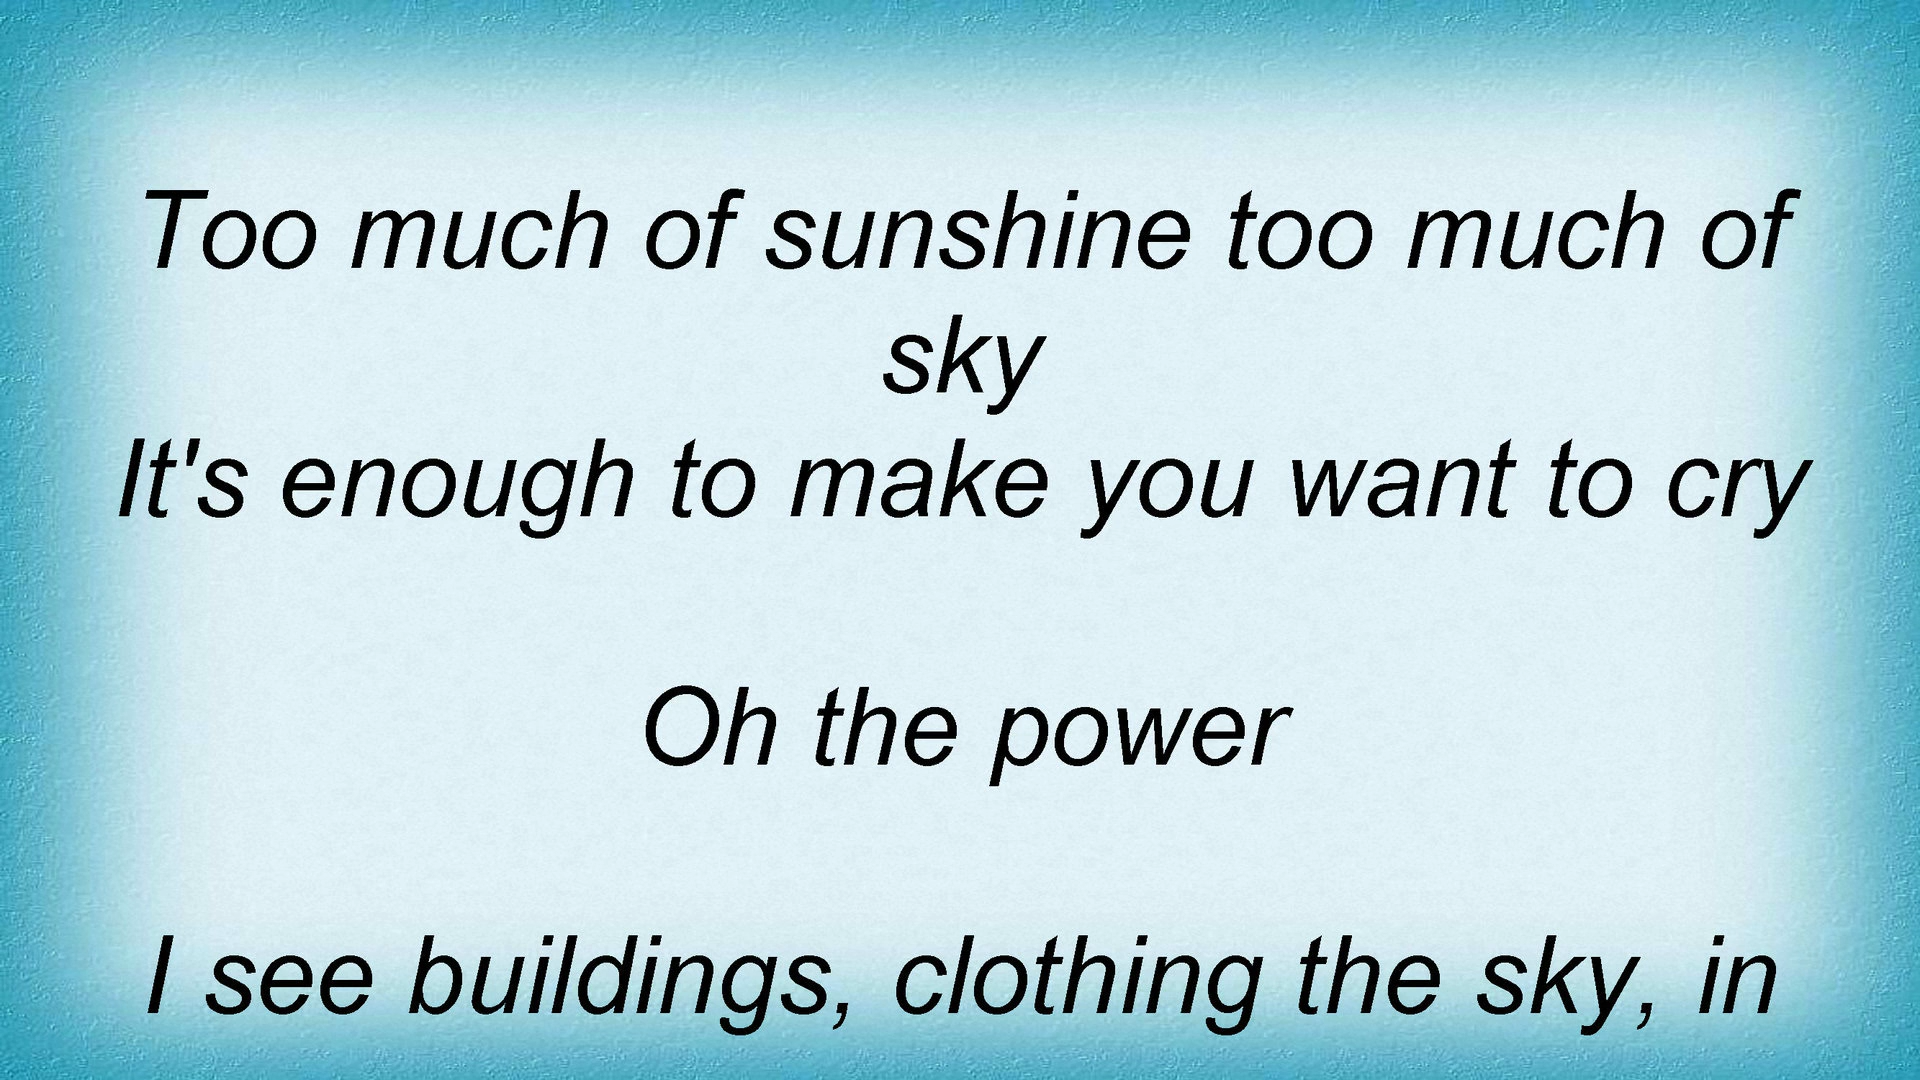 Too much of sunshine too much of
sky
It's enough to make you want to cry
Oh the power
I see buildings, clothing the sky, in